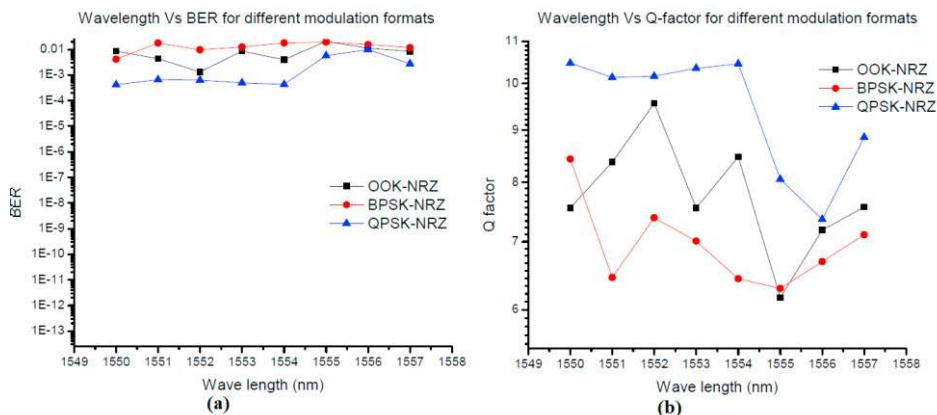 Wavelength Vs BER for different modulation formats
0.01
1E-3
1E-4
1E-5
1E-6
1E-7
1E-8
1E-9
1E-10
1E-11
1E-12
1E-13
BER
OOK-NRZ
BPSK-NRZ
QPSK-NRZ
1549 1550 1551 1552 1553 1554 1555 1556 1557 1558
Wave length (nm)
(a)
Wavelength Vs Q-factor for different modulation formats
11
10
9
8
7
6
Q factor
OOK-NRZ
BPSK-NRZ
QPSK-NRZ
1549 1550 1551 1552 1553 1554 1555 1556 1557 1558
Wave length (nm)
(b)